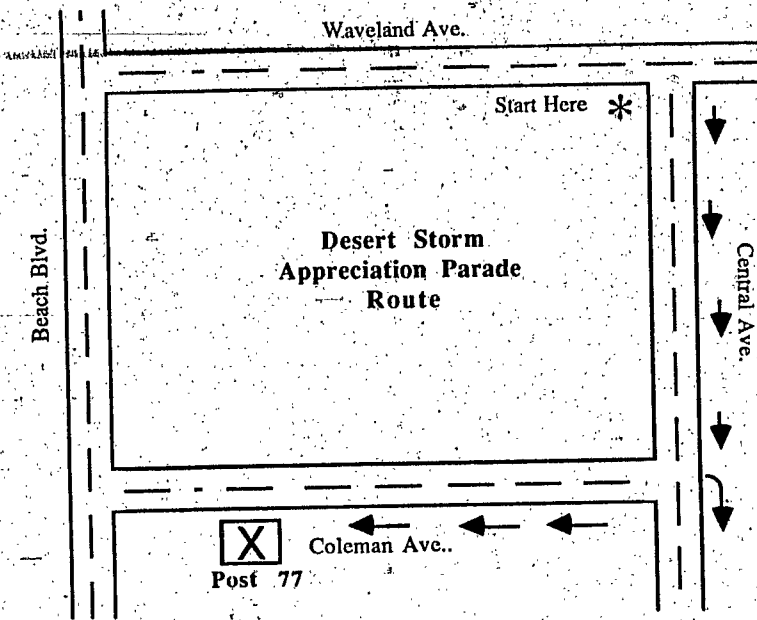 Waveland Ave.
Start Here *
Desert Storm
Appreciation Parade
Route
Beach Blvd.
Central Ave.
X
Coleman Ave..
Post 77